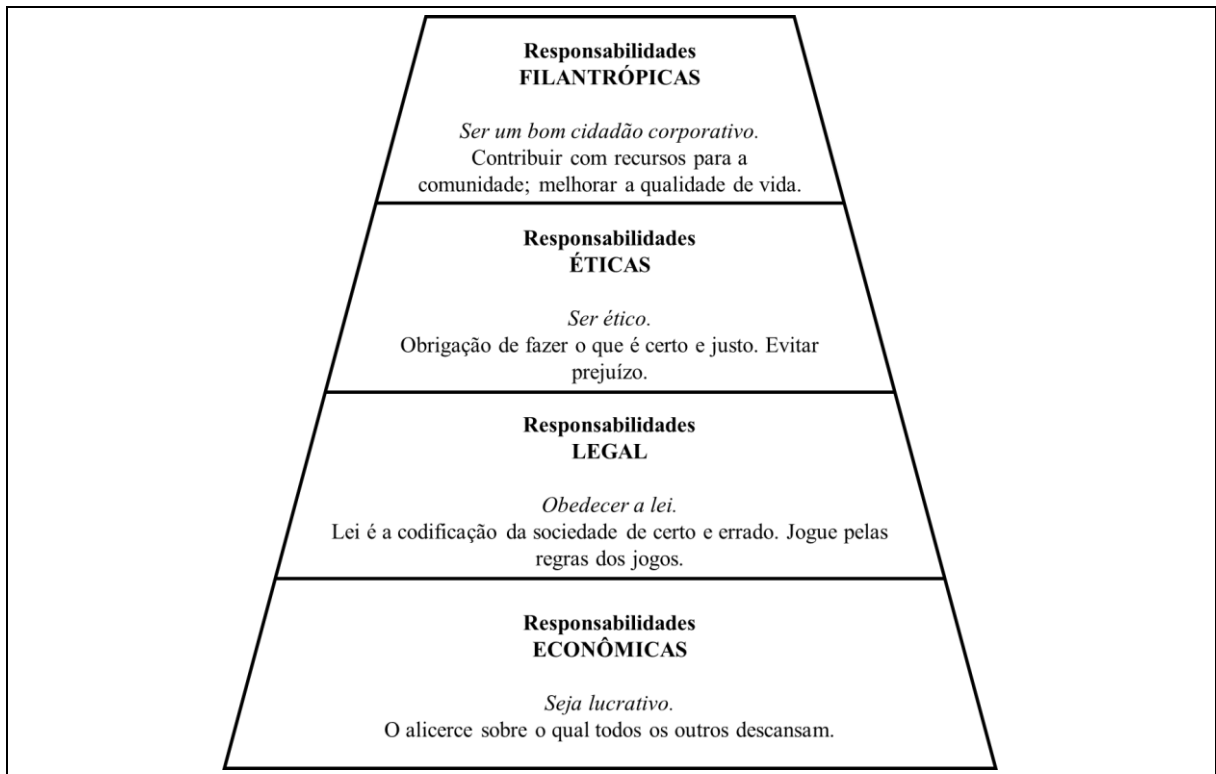 Responsabilidades
FILANTRÓPICAS
Ser um bom cidadão corporativo.
Contribuir com recursos para a
comunidade; melhorar a qualidade de vida.
Responsabilidades
ÉTICAS
Ser ético.
Obrigação de fazer o que é certo e justo. Evitar
prejuízo.
Responsabilidades
LEGAL
Obedecer a lei.
Lei é a codificação da sociedade de certo e errado. Jogue pelas
regras dos jogos.
Responsabilidades
ECONÔMICAS
Seja lucrativo.
O alicerce sobre o qual todos os outros descansam.